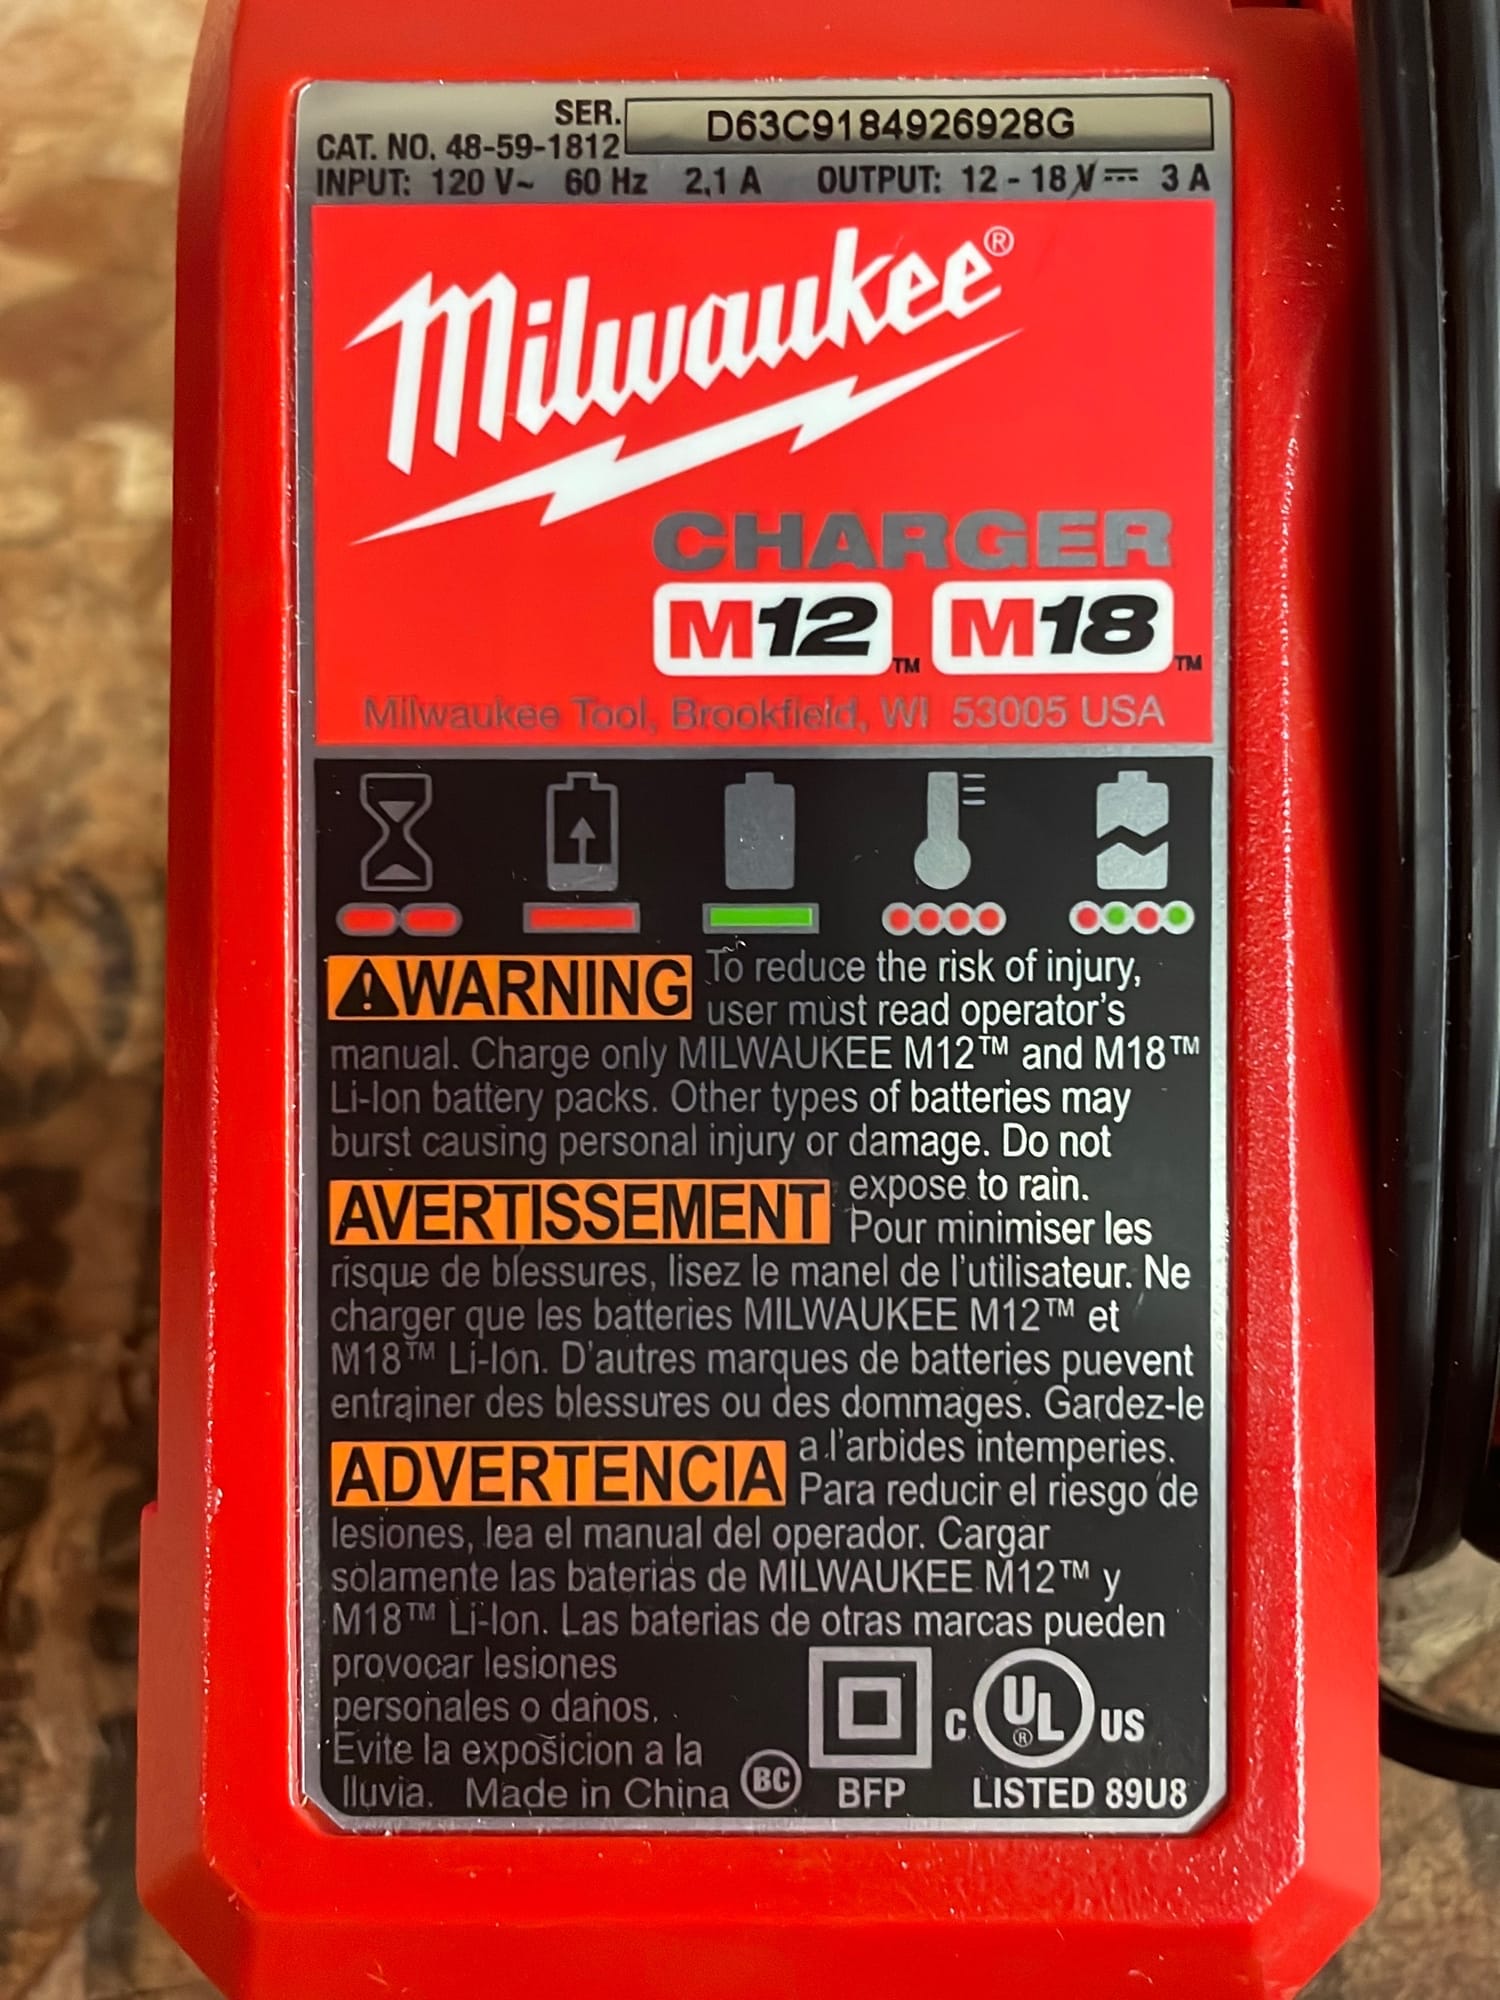 SER. D63C9184926928G
CAT. NO. 48-59-1812
INPUT: 120 V~ 60 Hz 2,1 A OUTPUT: 12 - 18 V⎓ 3 A
Milwaukee®
CHARGER
M12™ M18™
Milwaukee Tool, Brookfield, WI 53005 USA
⚠WARNING To reduce the risk of injury,
user must read operator's
manual. Charge only MILWAUKEE M12™ and M18™
Li-Ion battery packs. Other types of batteries may
burst causing personal injury or damage. Do not
expose to rain.
AVERTISSEMENT Pour minimiser les
risque de blessures, lisez le manel de l'utilisateur. Ne
charger que les batteries MILWAUKEE M12™ et
M18™ Li-Ion. D'autres marques de batteries puevent
entrainer des blessures ou des dommages. Gardez-le
a l'arbides intemperies.
ADVERTENCIA Para reducir el riesgo de
lesiones, lea el manual del operador. Cargar
solamente las baterias de MILWAUKEE M12™ y
M18™ Li-Ion. Las baterias de otras marcas pueden
provocar lesiones
personales o danos.
Evite la exposicion a la
lluvia. Made in China BC
BFP
C UL® US
LISTED 89U8